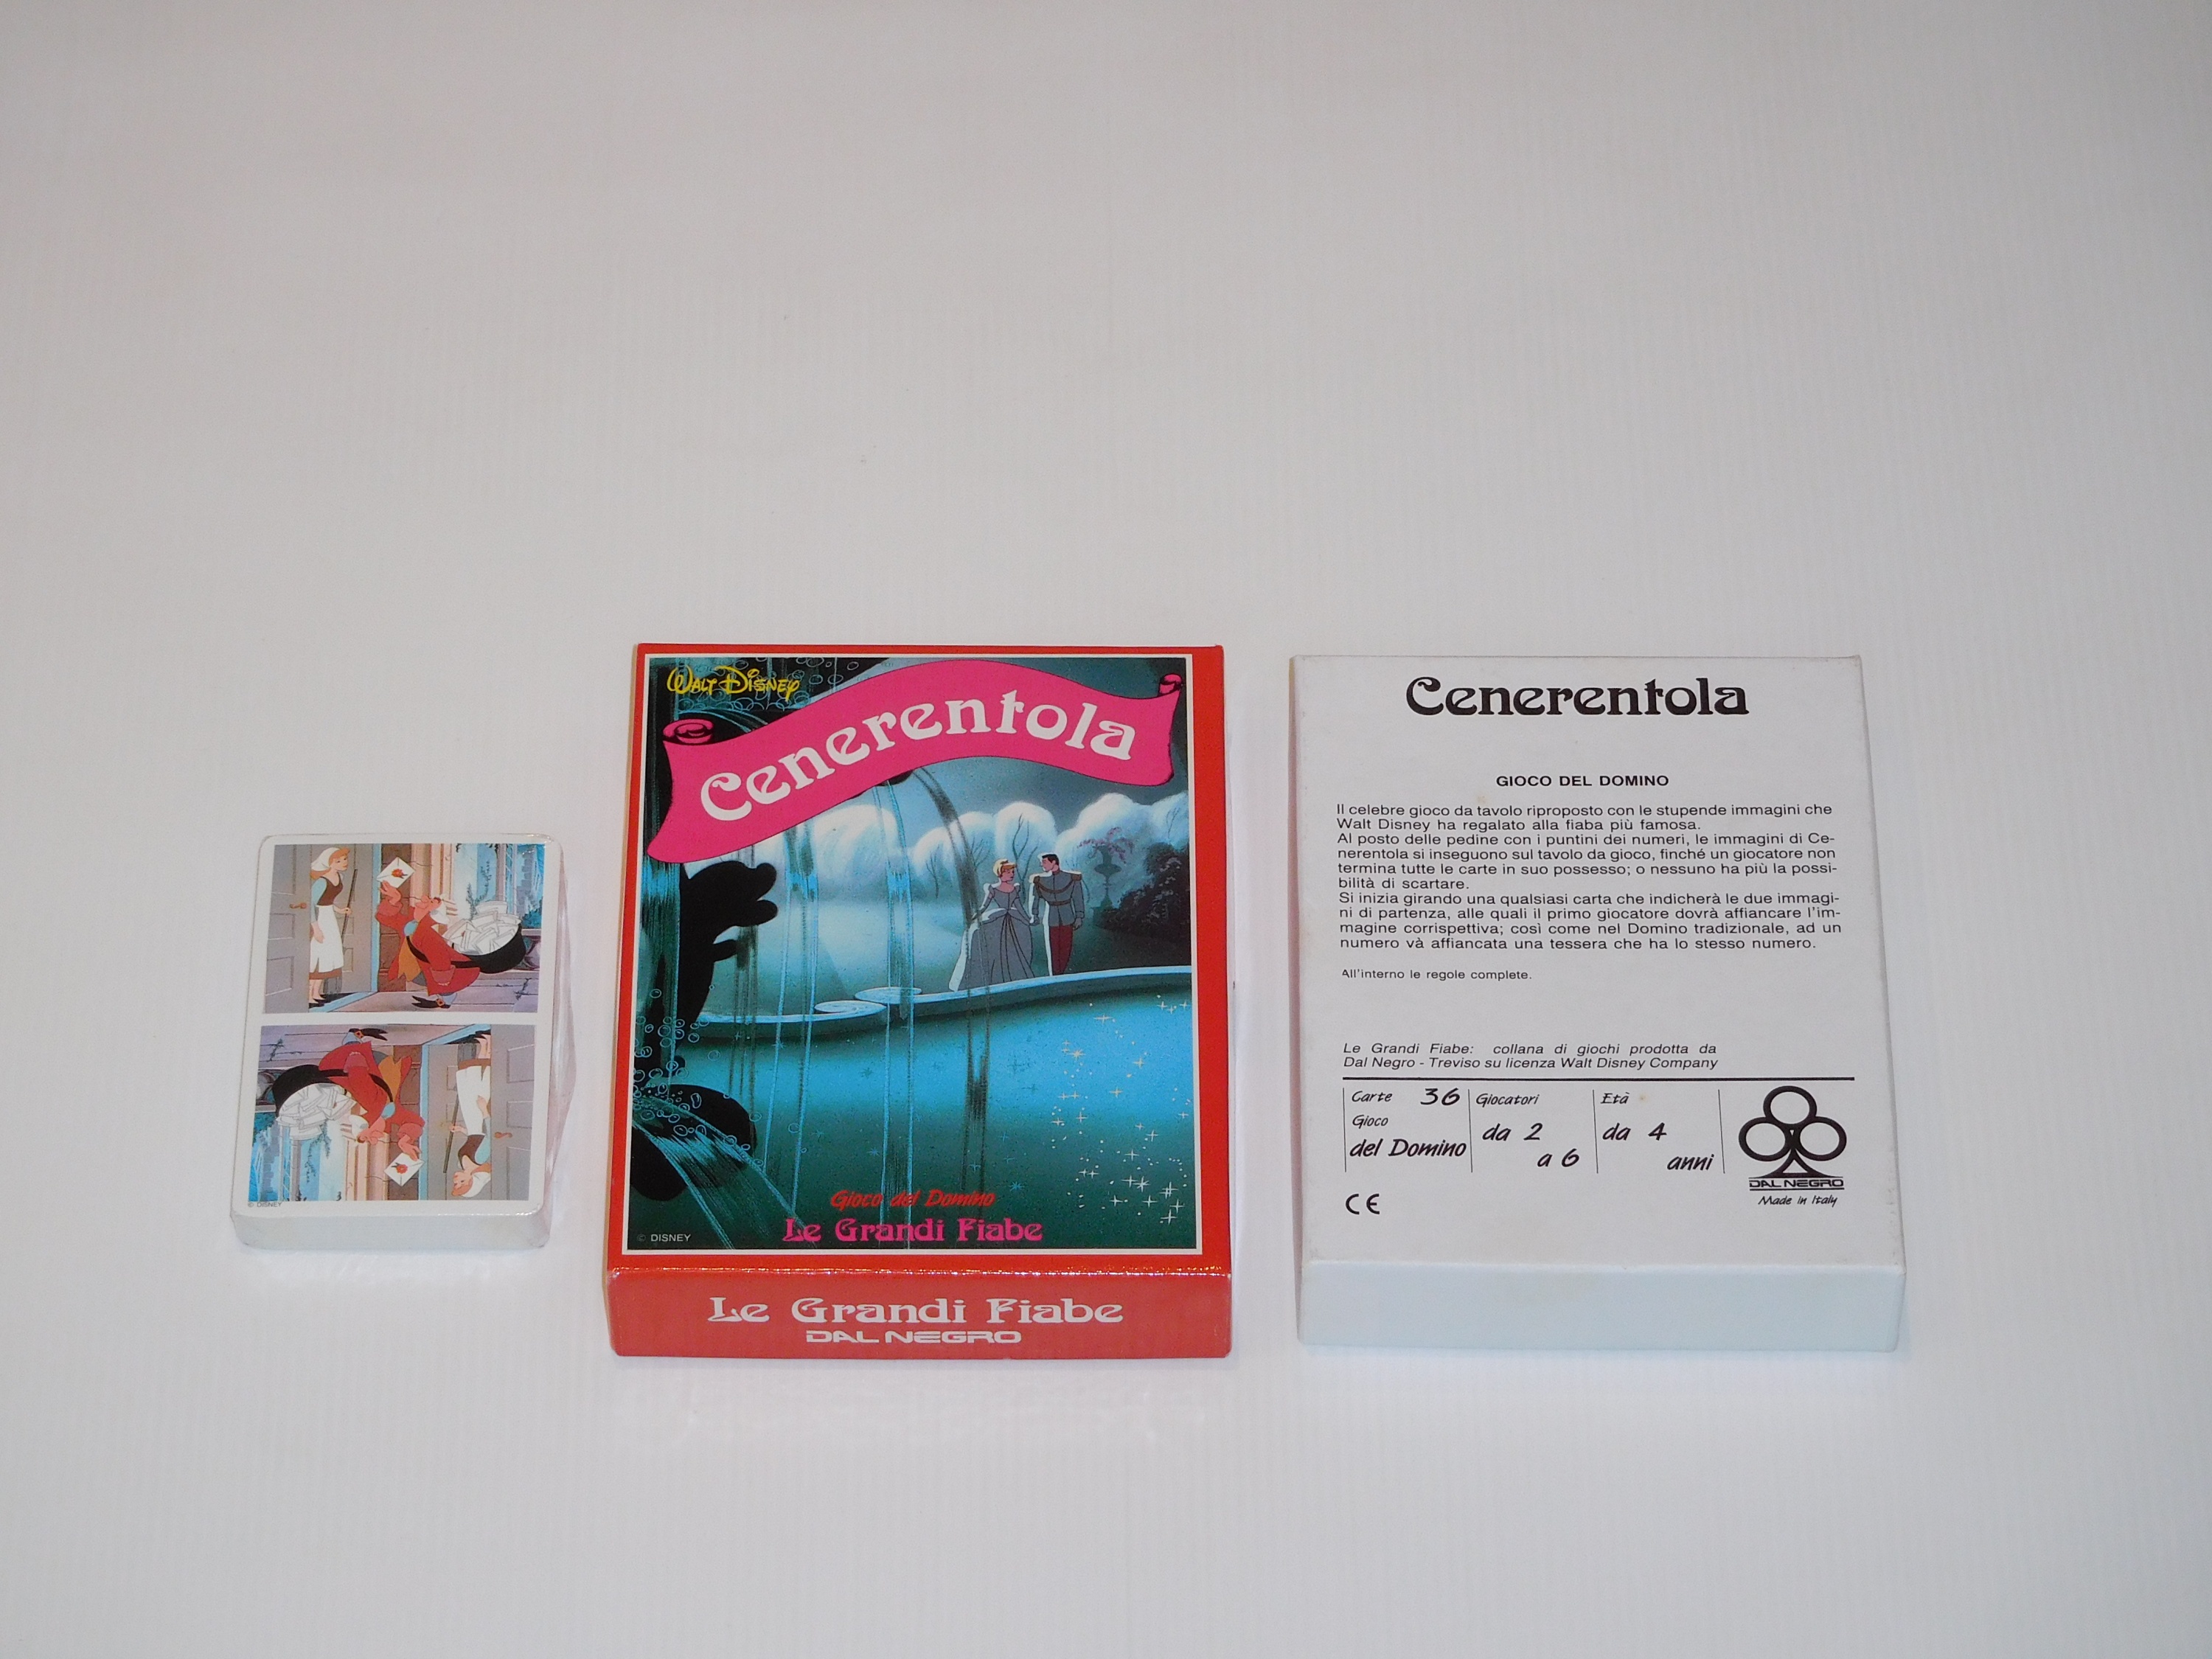 © DISNEY
WALT DISNEY
Cenerentola
Gioco del Domino
Le Grandi Fiabe
© DISNEY
Le Grandi Fiabe
DAL NEGRO
Cenerentola
GIOCO DEL DOMINO
Il celebre gioco da tavolo riproposto con le stupende immagini che
Walt Disney ha regalato alla fiaba più famosa.
Al posto delle pedine con i puntini dei numeri, le immagini di Ce-
nerentola si inseguono sul tavolo da gioco, finché un giocatore non
termina tutte le carte in suo possesso; o nessuno ha più la possi-
bilità di scartare.
Si inizia girando una qualsiasi carta che indicherà le due immagi-
ni di partenza, alle quali il primo giocatore dovrà affiancare l'im-
magine corrispettiva; così come nel Domino tradizionale, ad un
numero và affiancata una tessera che ha lo stesso numero.
All'interno le regole complete.
Le Grandi Fiabe: collana di giochi prodotta da
Dal Negro - Treviso su licenza Walt Disney Company
Carte 36
Gioco
del Domino
Giocatori
da 2
a 6
Età
da 4
anni
DAL NEGRO
Made in Italy
CE